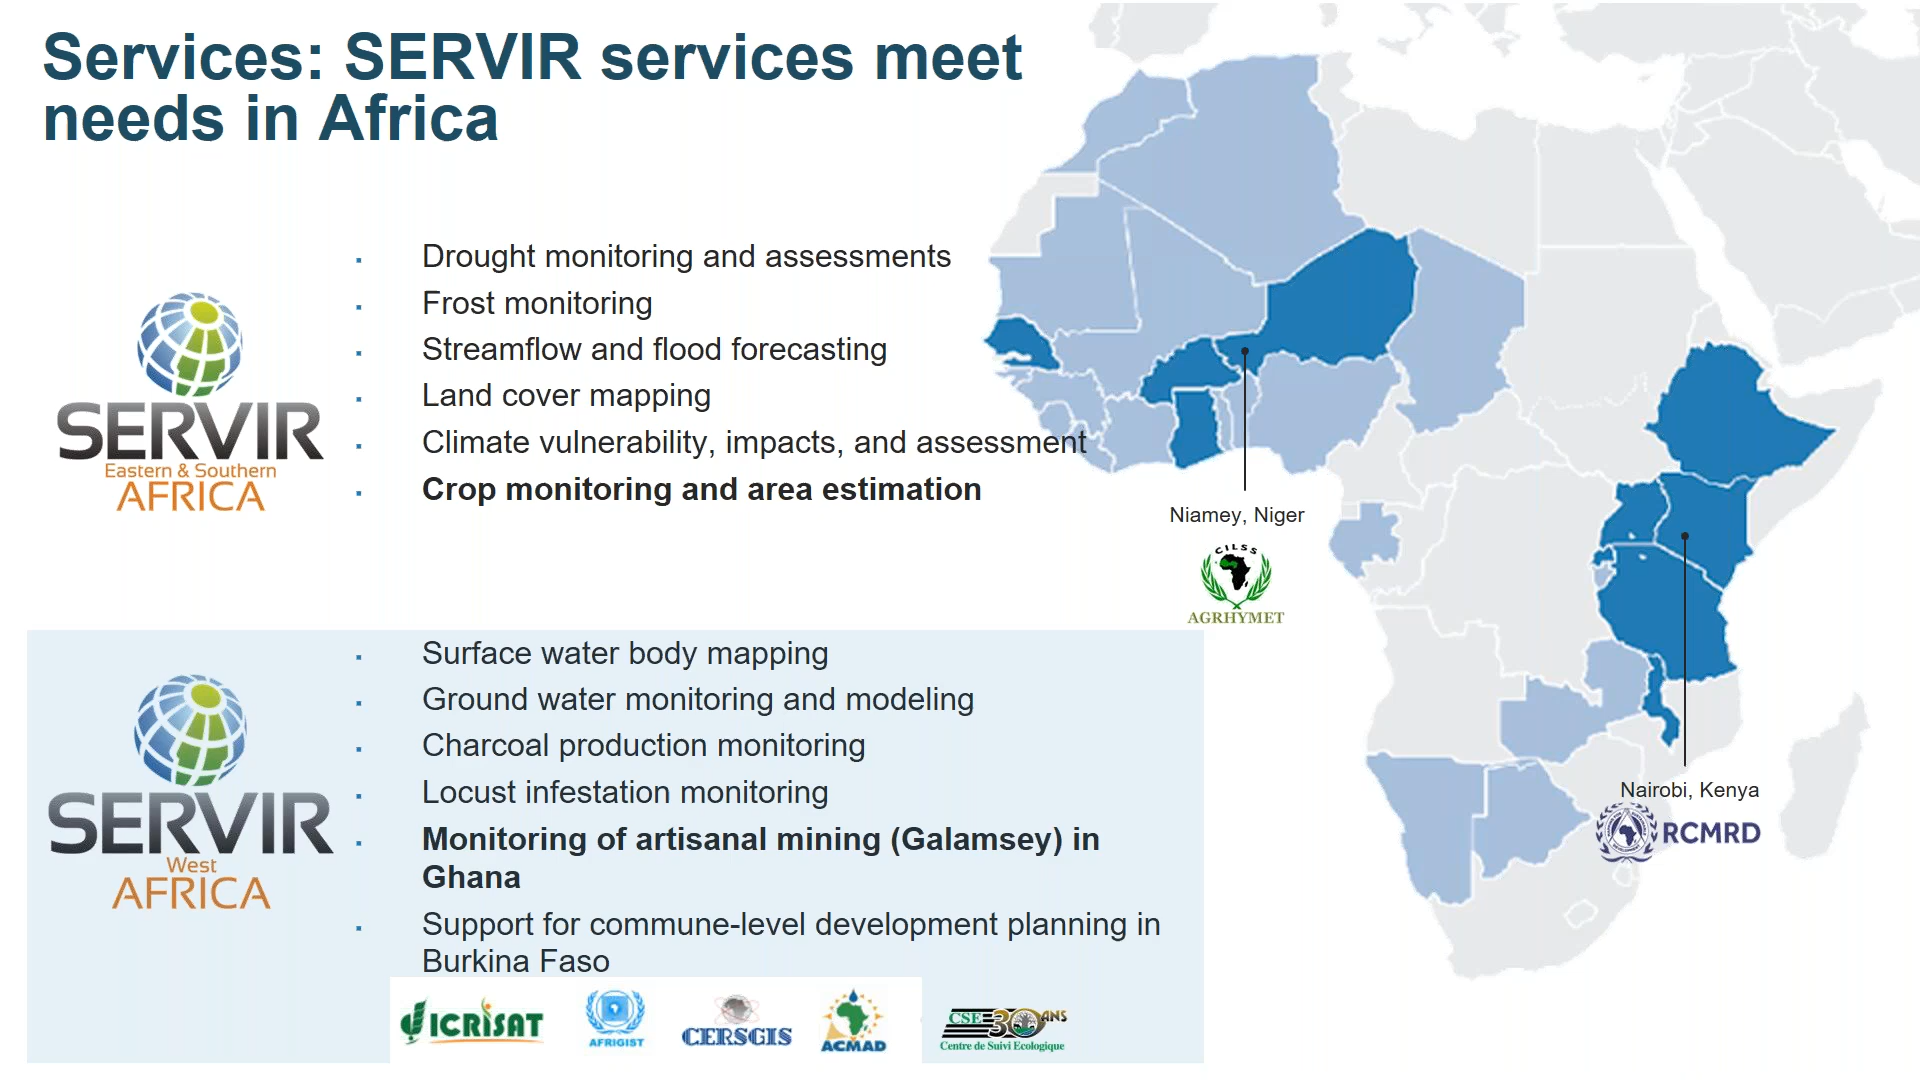 Services: SERVIR services meet
needs in Africa
SERVIR
Eastern & Southern
AFRICA
Drought monitoring and assessments
Frost monitoring
Streamflow and flood forecasting
Land cover mapping
Climate vulnerability, impacts, and assessment
Crop monitoring and area estimation
Niamey, Niger
CILSS
AGRHYMET
SERVIR
West
AFRICA
Surface water body mapping
Ground water monitoring and modeling
Charcoal production monitoring
Locust infestation monitoring
Monitoring of artisanal mining (Galamsey) in
Ghana
Support for commune-level development planning in
Burkina Faso
Nairobi, Kenya
RCMRD
ICRISAT
AFRIGIST
CERSGIS
ACMAD
CSE 30 ANS
Centre de Suivi Ecologique